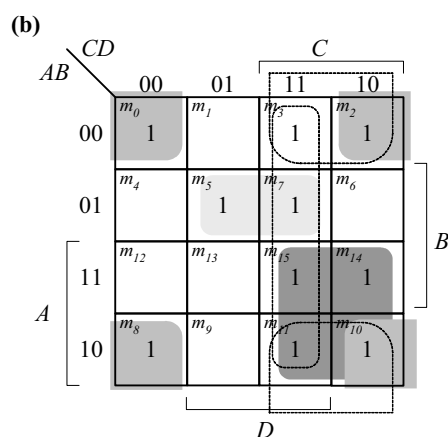 (b)
CD
C
AB
00 01 11 10
m0 m1 m3 m2
00 1 1 1
m4 m5 m7 m6
01 1 1
B
m12 m13 m15 m14
11 1 1
A
m8 m9 m11 m10
10 1 1 1
D